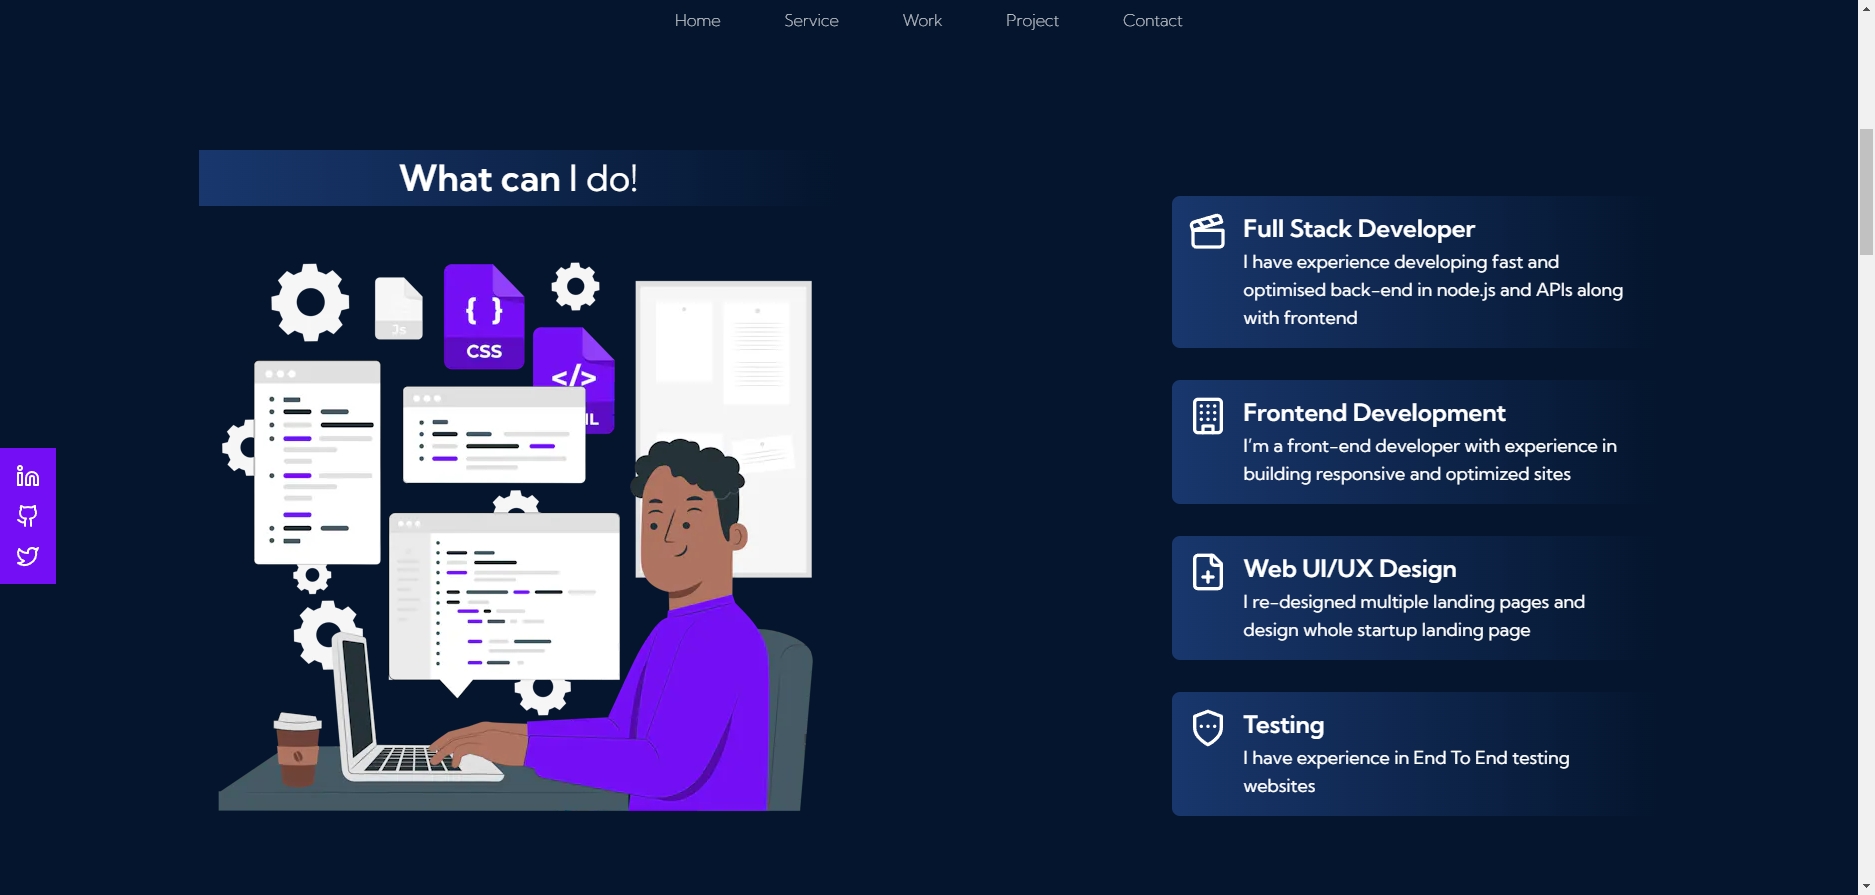 Home Service Work Project Contact
What can I do!
Js
CSS
</>
IL
Full Stack Developer
I have experience developing fast and
optimised back-end in node.js and APIs along
with frontend
Frontend Development
I'm a front-end developer with experience in
building responsive and optimized sites
Web UI/UX Design
I re-designed multiple landing pages and
design whole startup landing page
Testing
I have experience in End To End testing
websites